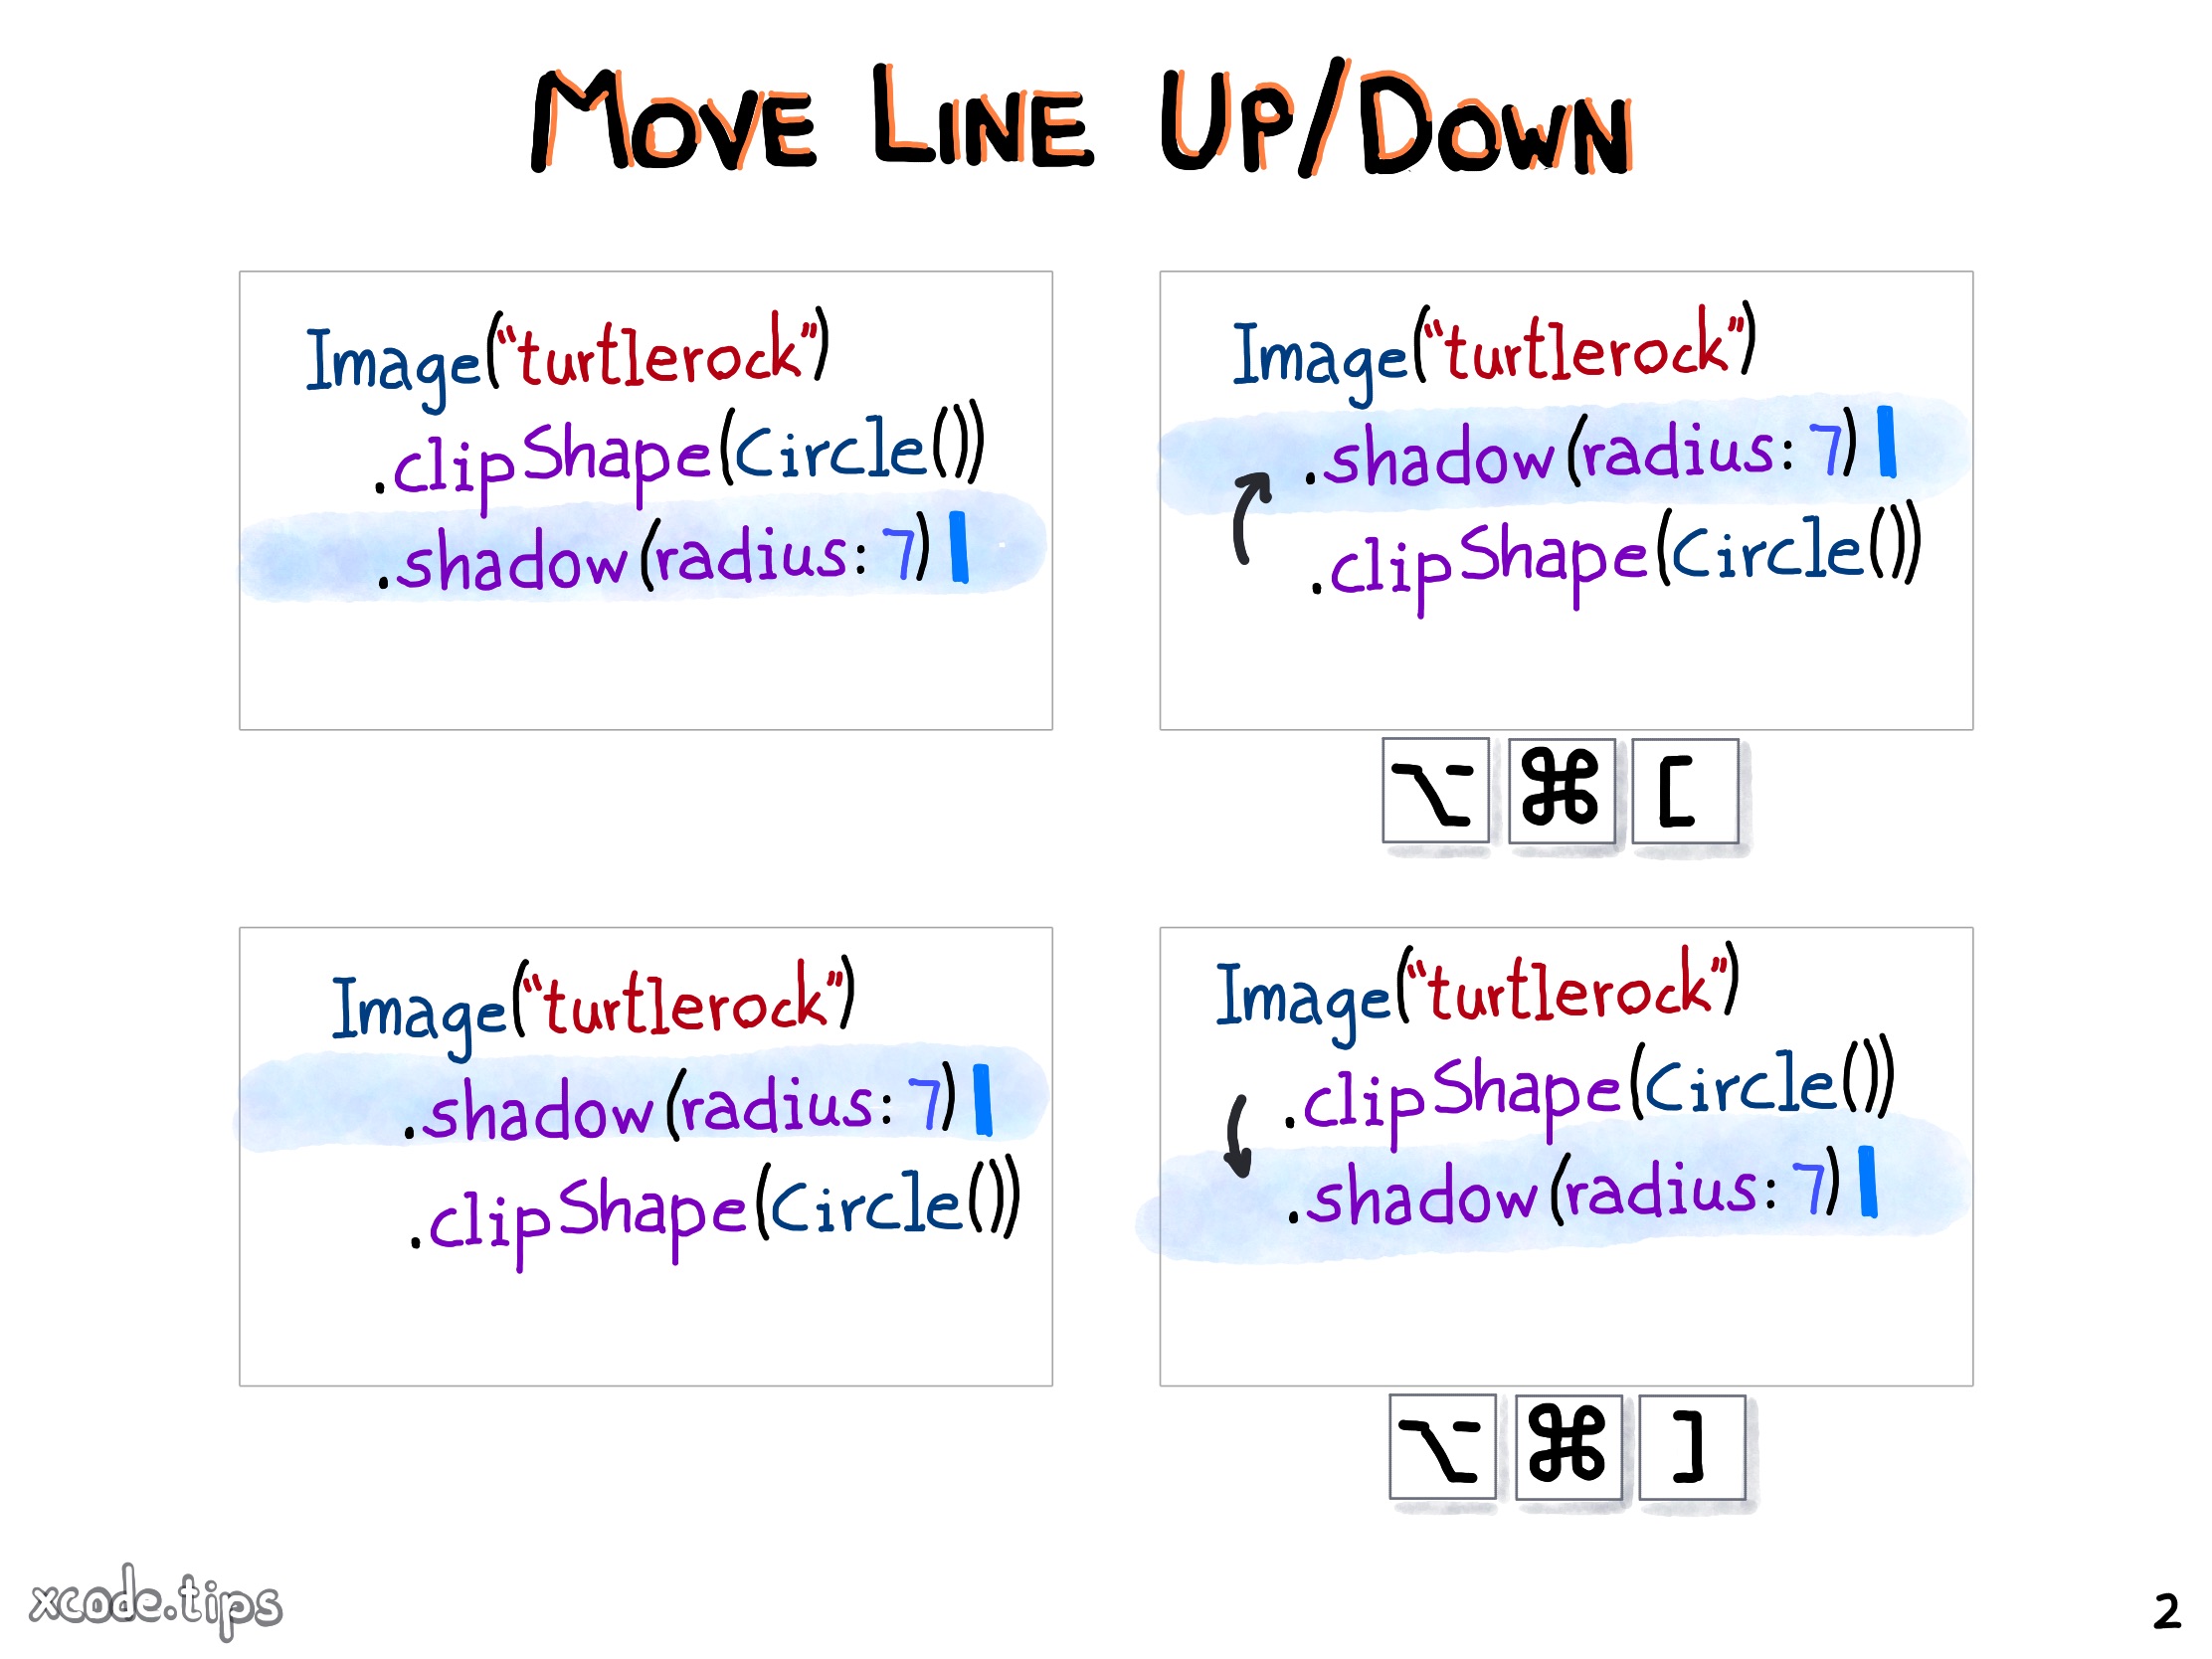 MOVE LINE UP/DOWN
Image("turtlerock")
.clipShape(Circle())
.shadow(radius: 7)
Image("turtlerock")
.shadow(radius: 7)
.clipShape(Circle())
⌥ ⌘ [
Image("turtlerock")
.shadow(radius: 7)
.clipShape(Circle())
Image("turtlerock")
.clipShape(Circle())
.shadow(radius: 7)
⌥ ⌘ ]
xcode.tips
2